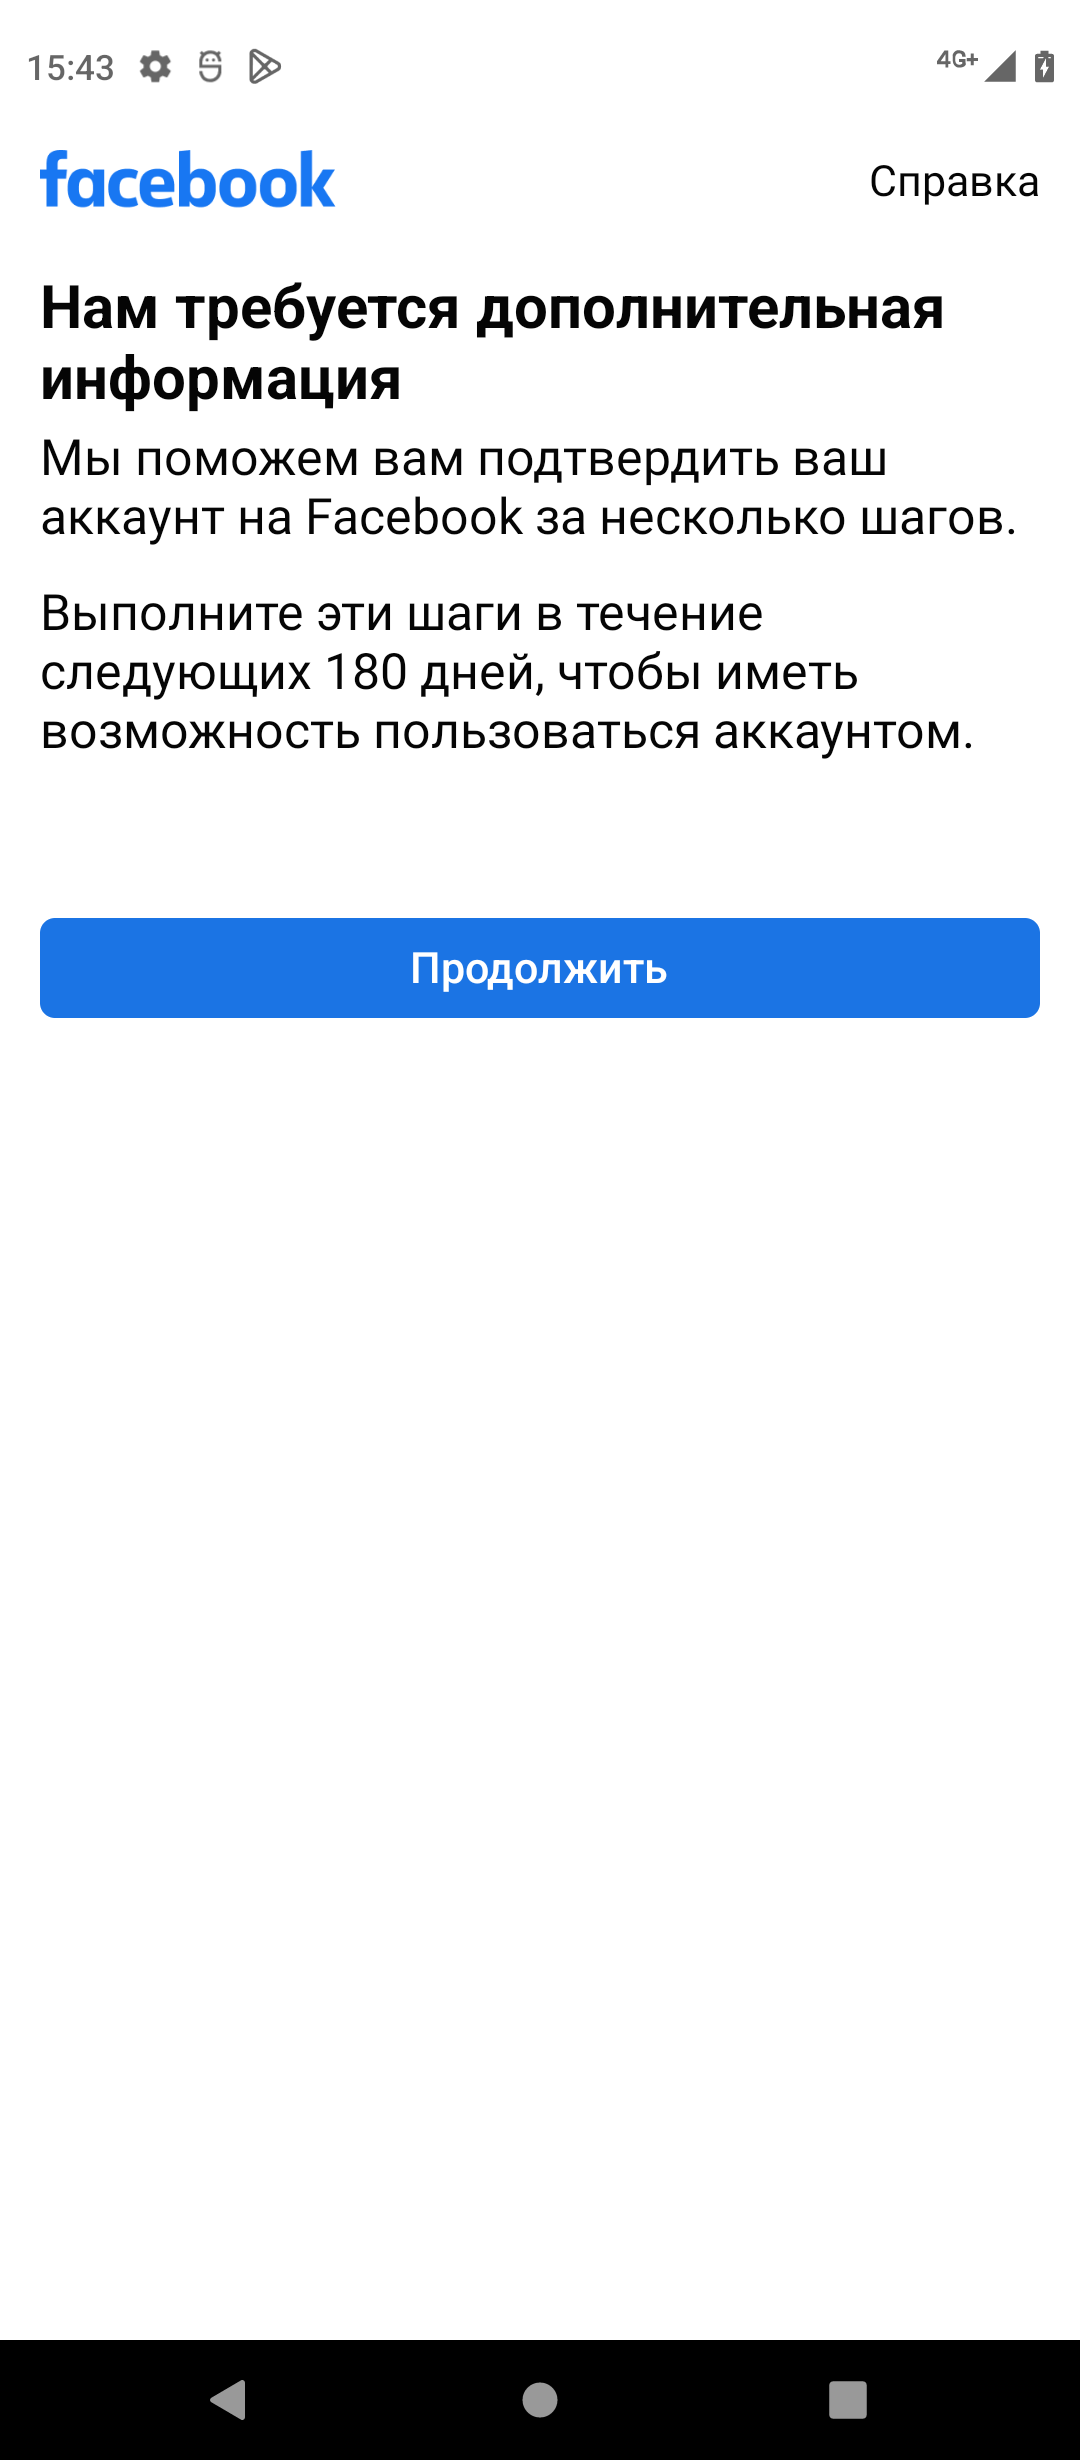 15:43
4G+
facebook
Справка
Нам требуется дополнительная
информация
Мы поможем вам подтвердить ваш
аккаунт на Facebook за несколько шагов.
Выполните эти шаги в течение
следующих 180 дней, чтобы иметь
возможность пользоваться аккаунтом.
Продолжить